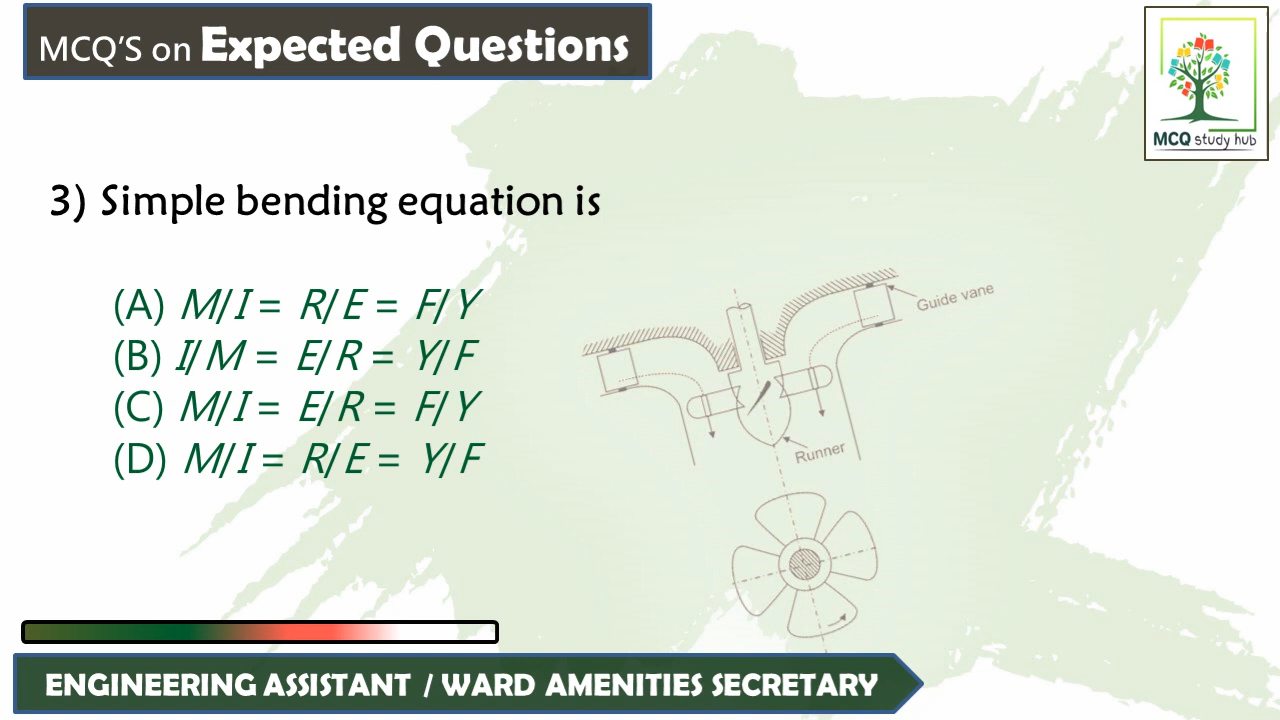 MCQ'S on Expected Questions
MCQ study hub
3) Simple bending equation is
(A) M/I = R/E = F/Y
(B) I/M = E/R = Y/F
(C) M/I = E/R = F/Y
(D) M/I = R/E = Y/F
Guide vane
Runner
ENGINEERING ASSISTANT / WARD AMENITIES SECRETARY